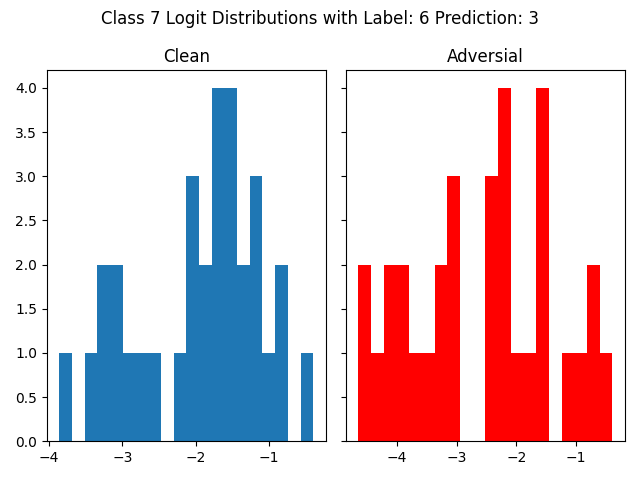 Class 7 Logit Distributions with Label: 6 Prediction: 3
Clean
Adversial
4.0
3.5
3.0
2.5
2.0
1.5
1.0
0.5
0.0
−4 −3 −2 −1
−4 −3 −2 −1